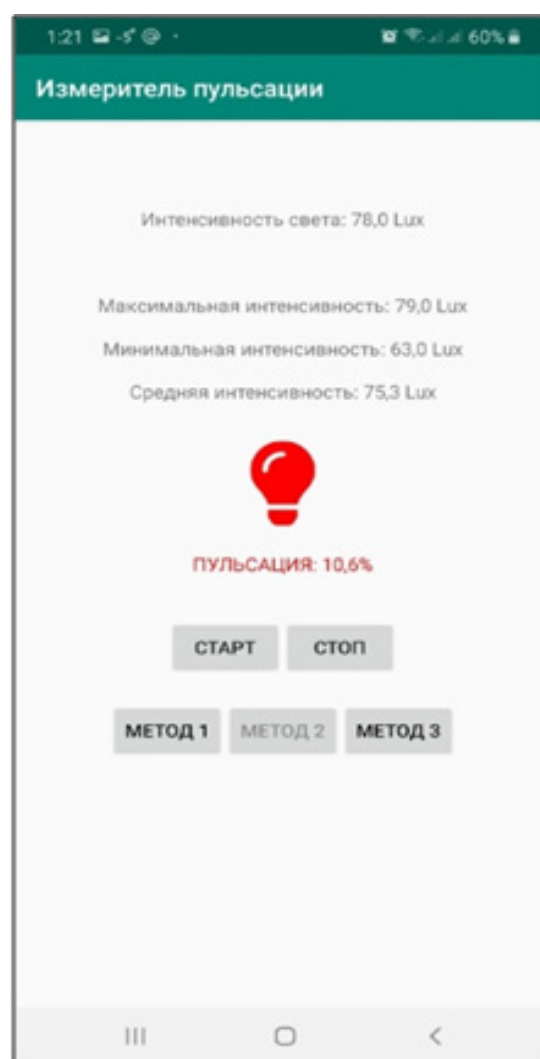 1:21 -5° @ ·
60%
Измеритель пульсации
Интенсивность света: 78,0 Lux
Максимальная интенсивность: 79,0 Lux
Минимальная интенсивность: 63,0 Lux
Средняя интенсивность: 75,3 Lux
ПУЛЬСАЦИЯ: 10,6%
СТАРТ СТОП
МЕТОД 1 МЕТОД 2 МЕТОД 3